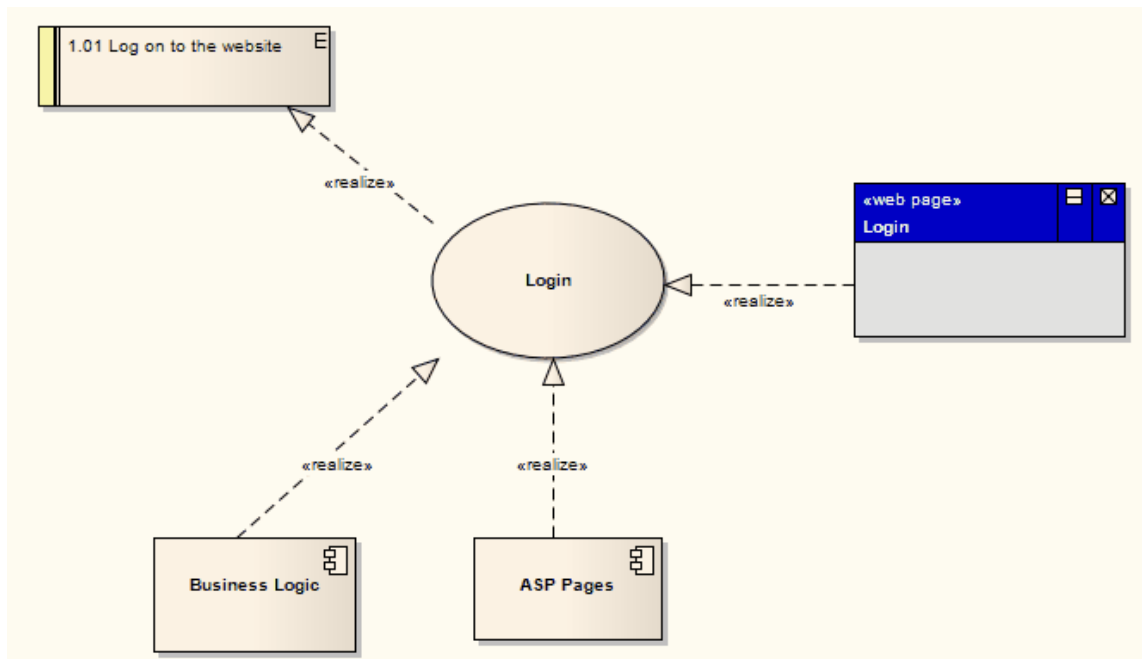 1.01 Log on to the website
E
«realize»
«web page»
Login
Login
«realize»
«realize»
«realize»
Business Logic
ASP Pages